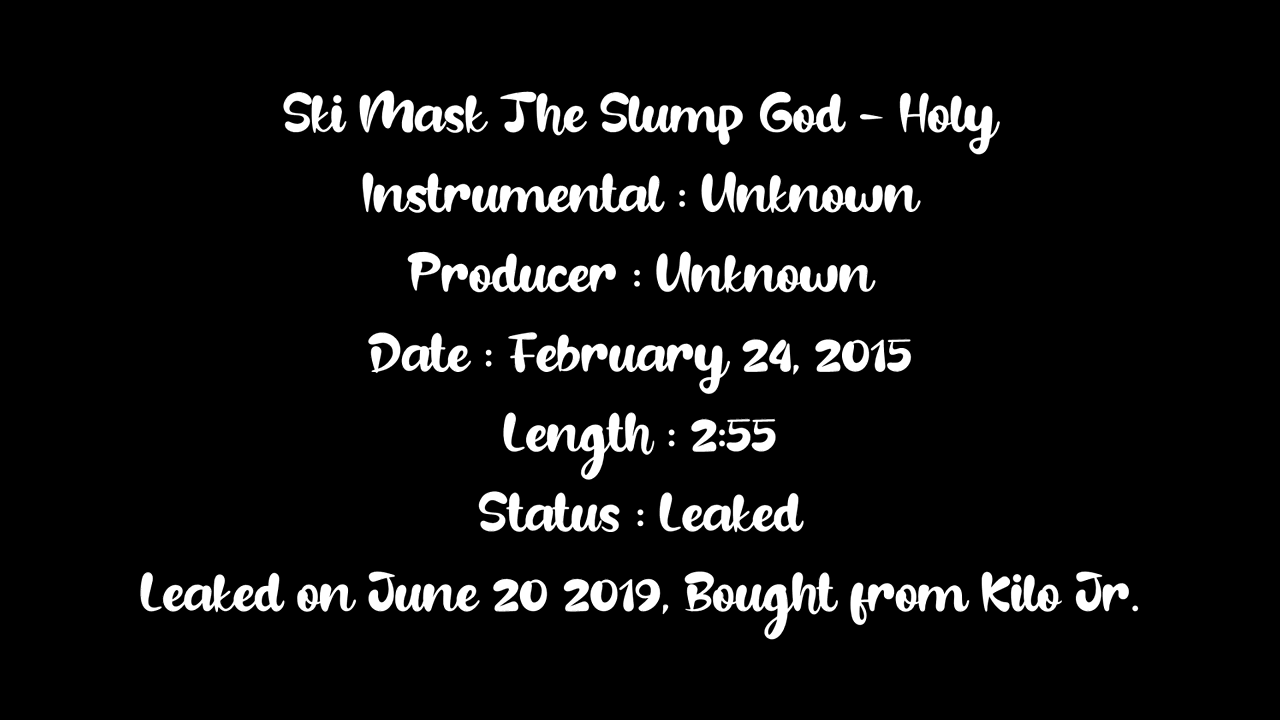 Ski Mask The Slump God - Holy
Instrumental : Unknown
Producer : Unknown
Date : February 24, 2015
Length : 2:55
Status : Leaked
Leaked on June 20 2019, Bought from Kilo Jr.